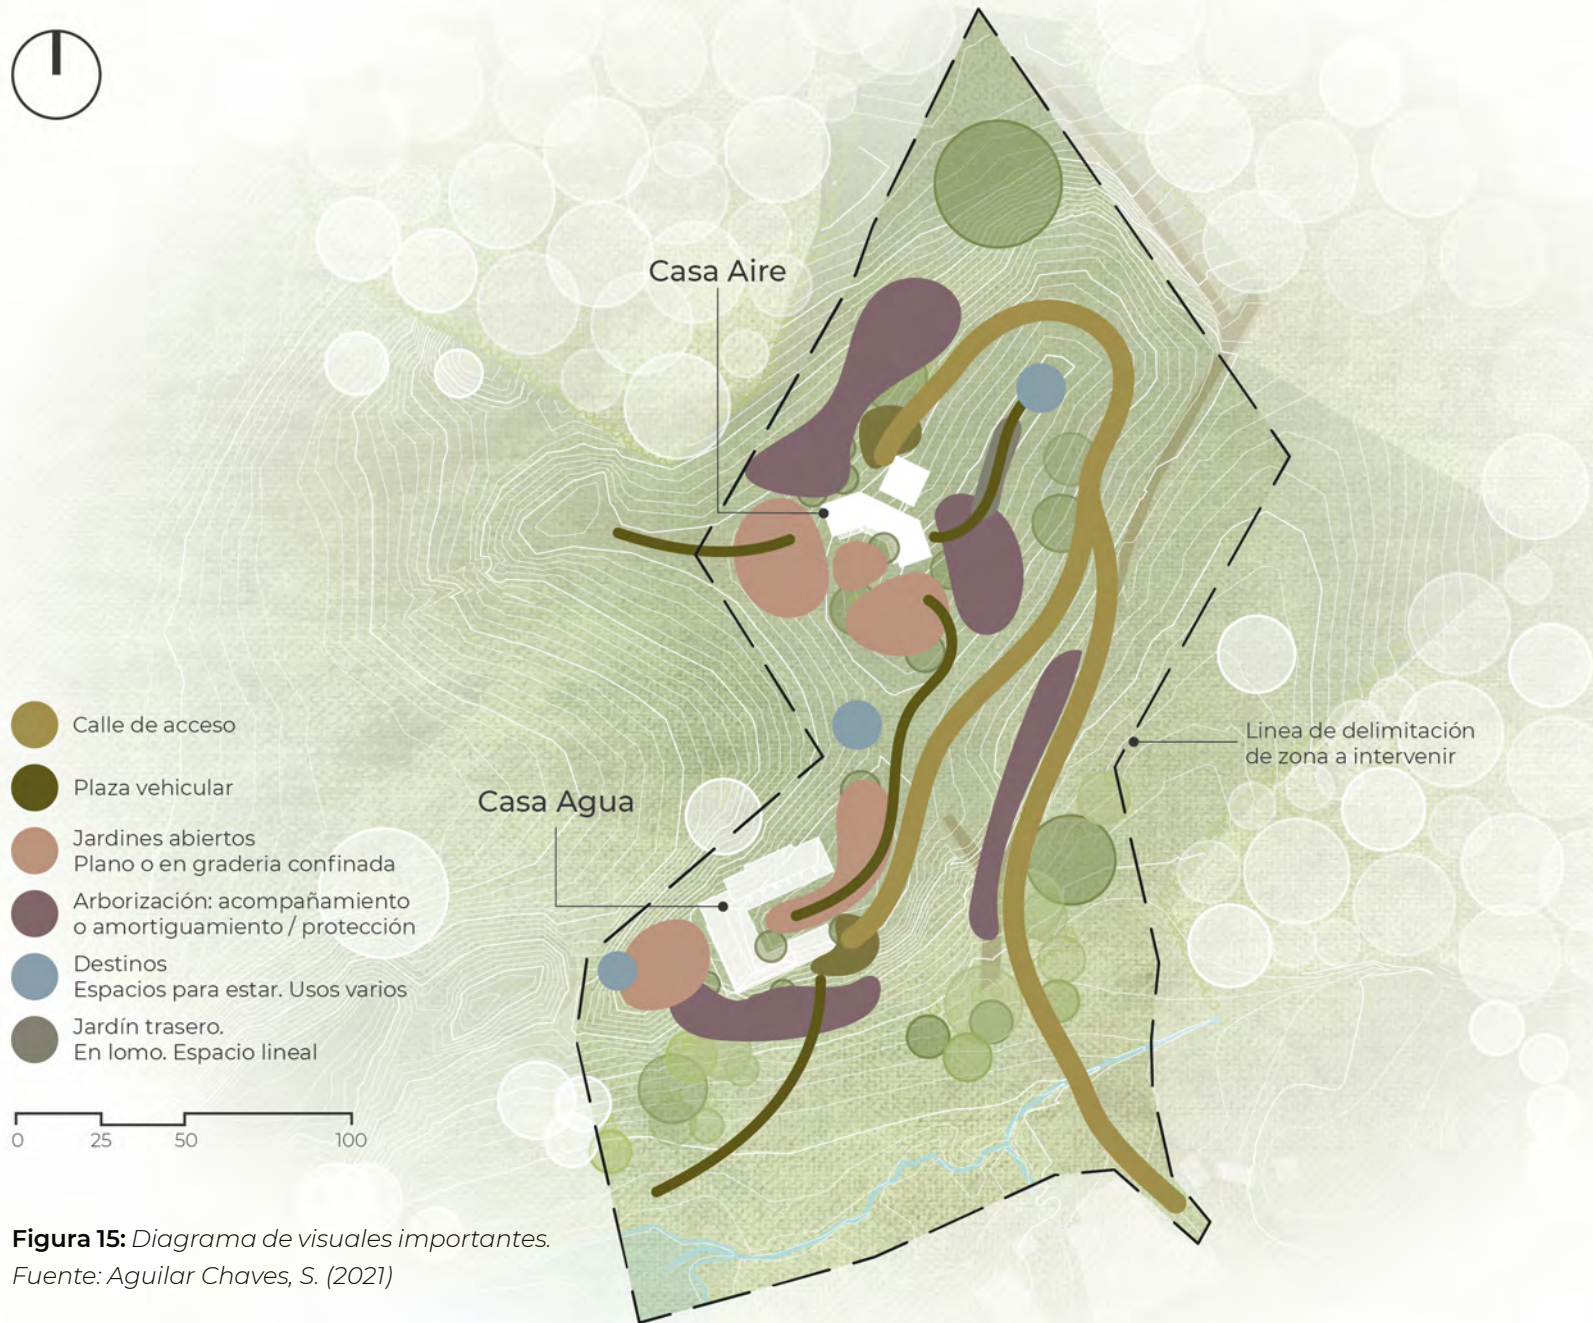 Casa Aire
Linea de delimitación
de zona a intervenir
Casa Agua
Calle de acceso
Plaza vehicular
Jardines abiertos
Plano o en graderia confinada
Arborización: acompañamiento
o amortiguamiento / protección
Destinos
Espacios para estar. Usos varios
Jardín trasero.
En lomo. Espacio lineal
0 25 50 100
Figura 15: Diagrama de visuales importantes.
Fuente: Aguilar Chaves, S. (2021)